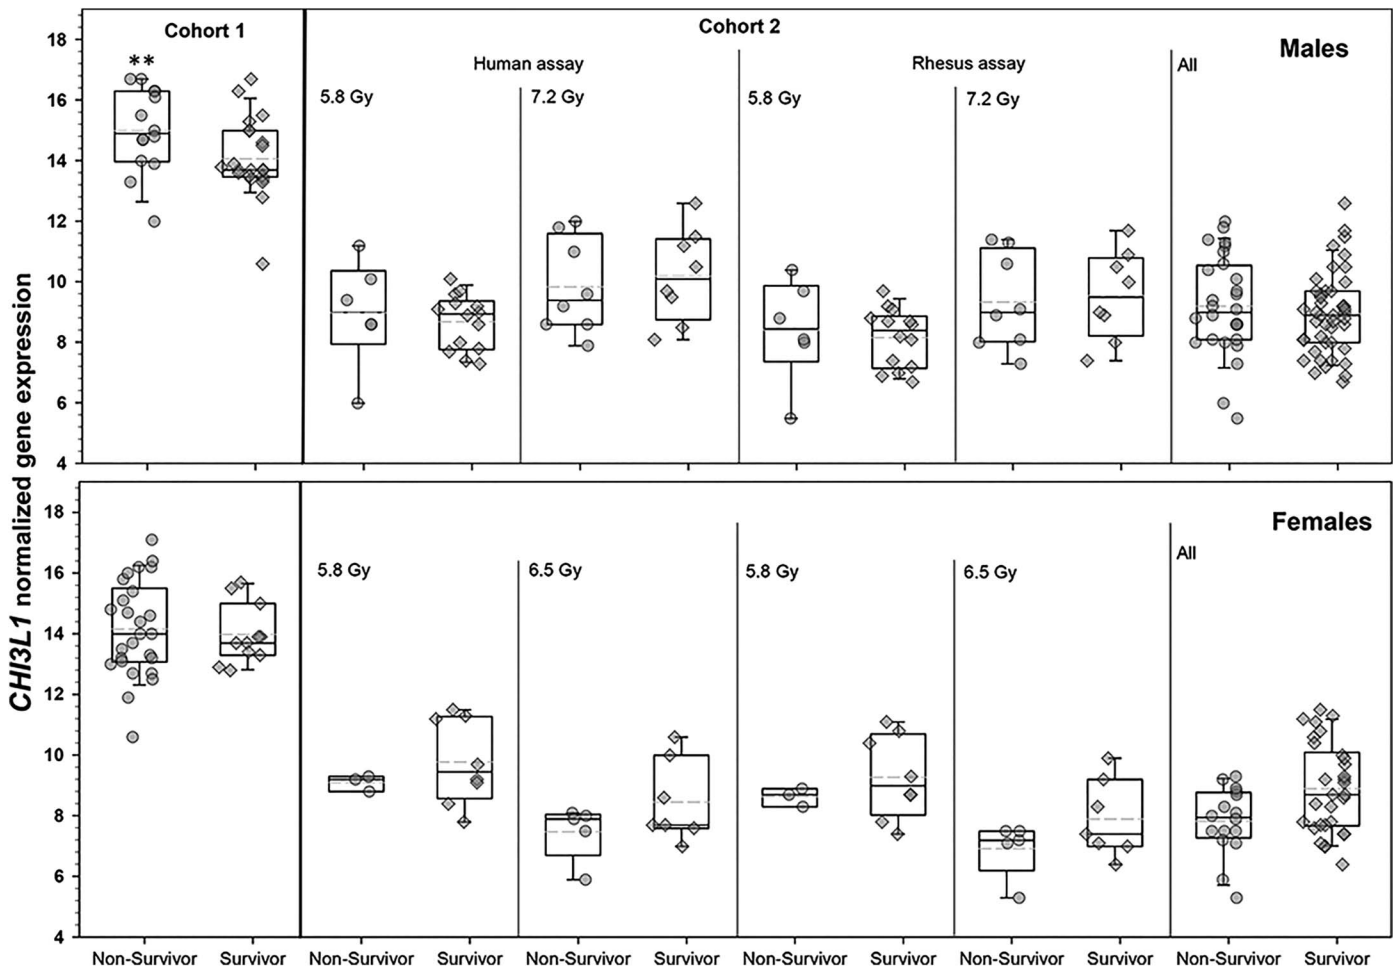 CHI3L1 normalized gene expression
Cohort 1
Cohort 2
Males
Human assay
Rhesus assay
All
5.8 Gy
7.2 Gy
5.8 Gy
7.2 Gy
**
18
16
14
12
10
8
6
4
Females
All
5.8 Gy
6.5 Gy
5.8 Gy
6.5 Gy
18
16
14
12
10
8
6
4
Non-Survivor Survivor Non-Survivor Survivor Non-Survivor Survivor Non-Survivor Survivor Non-Survivor Survivor Non-Survivor Survivor